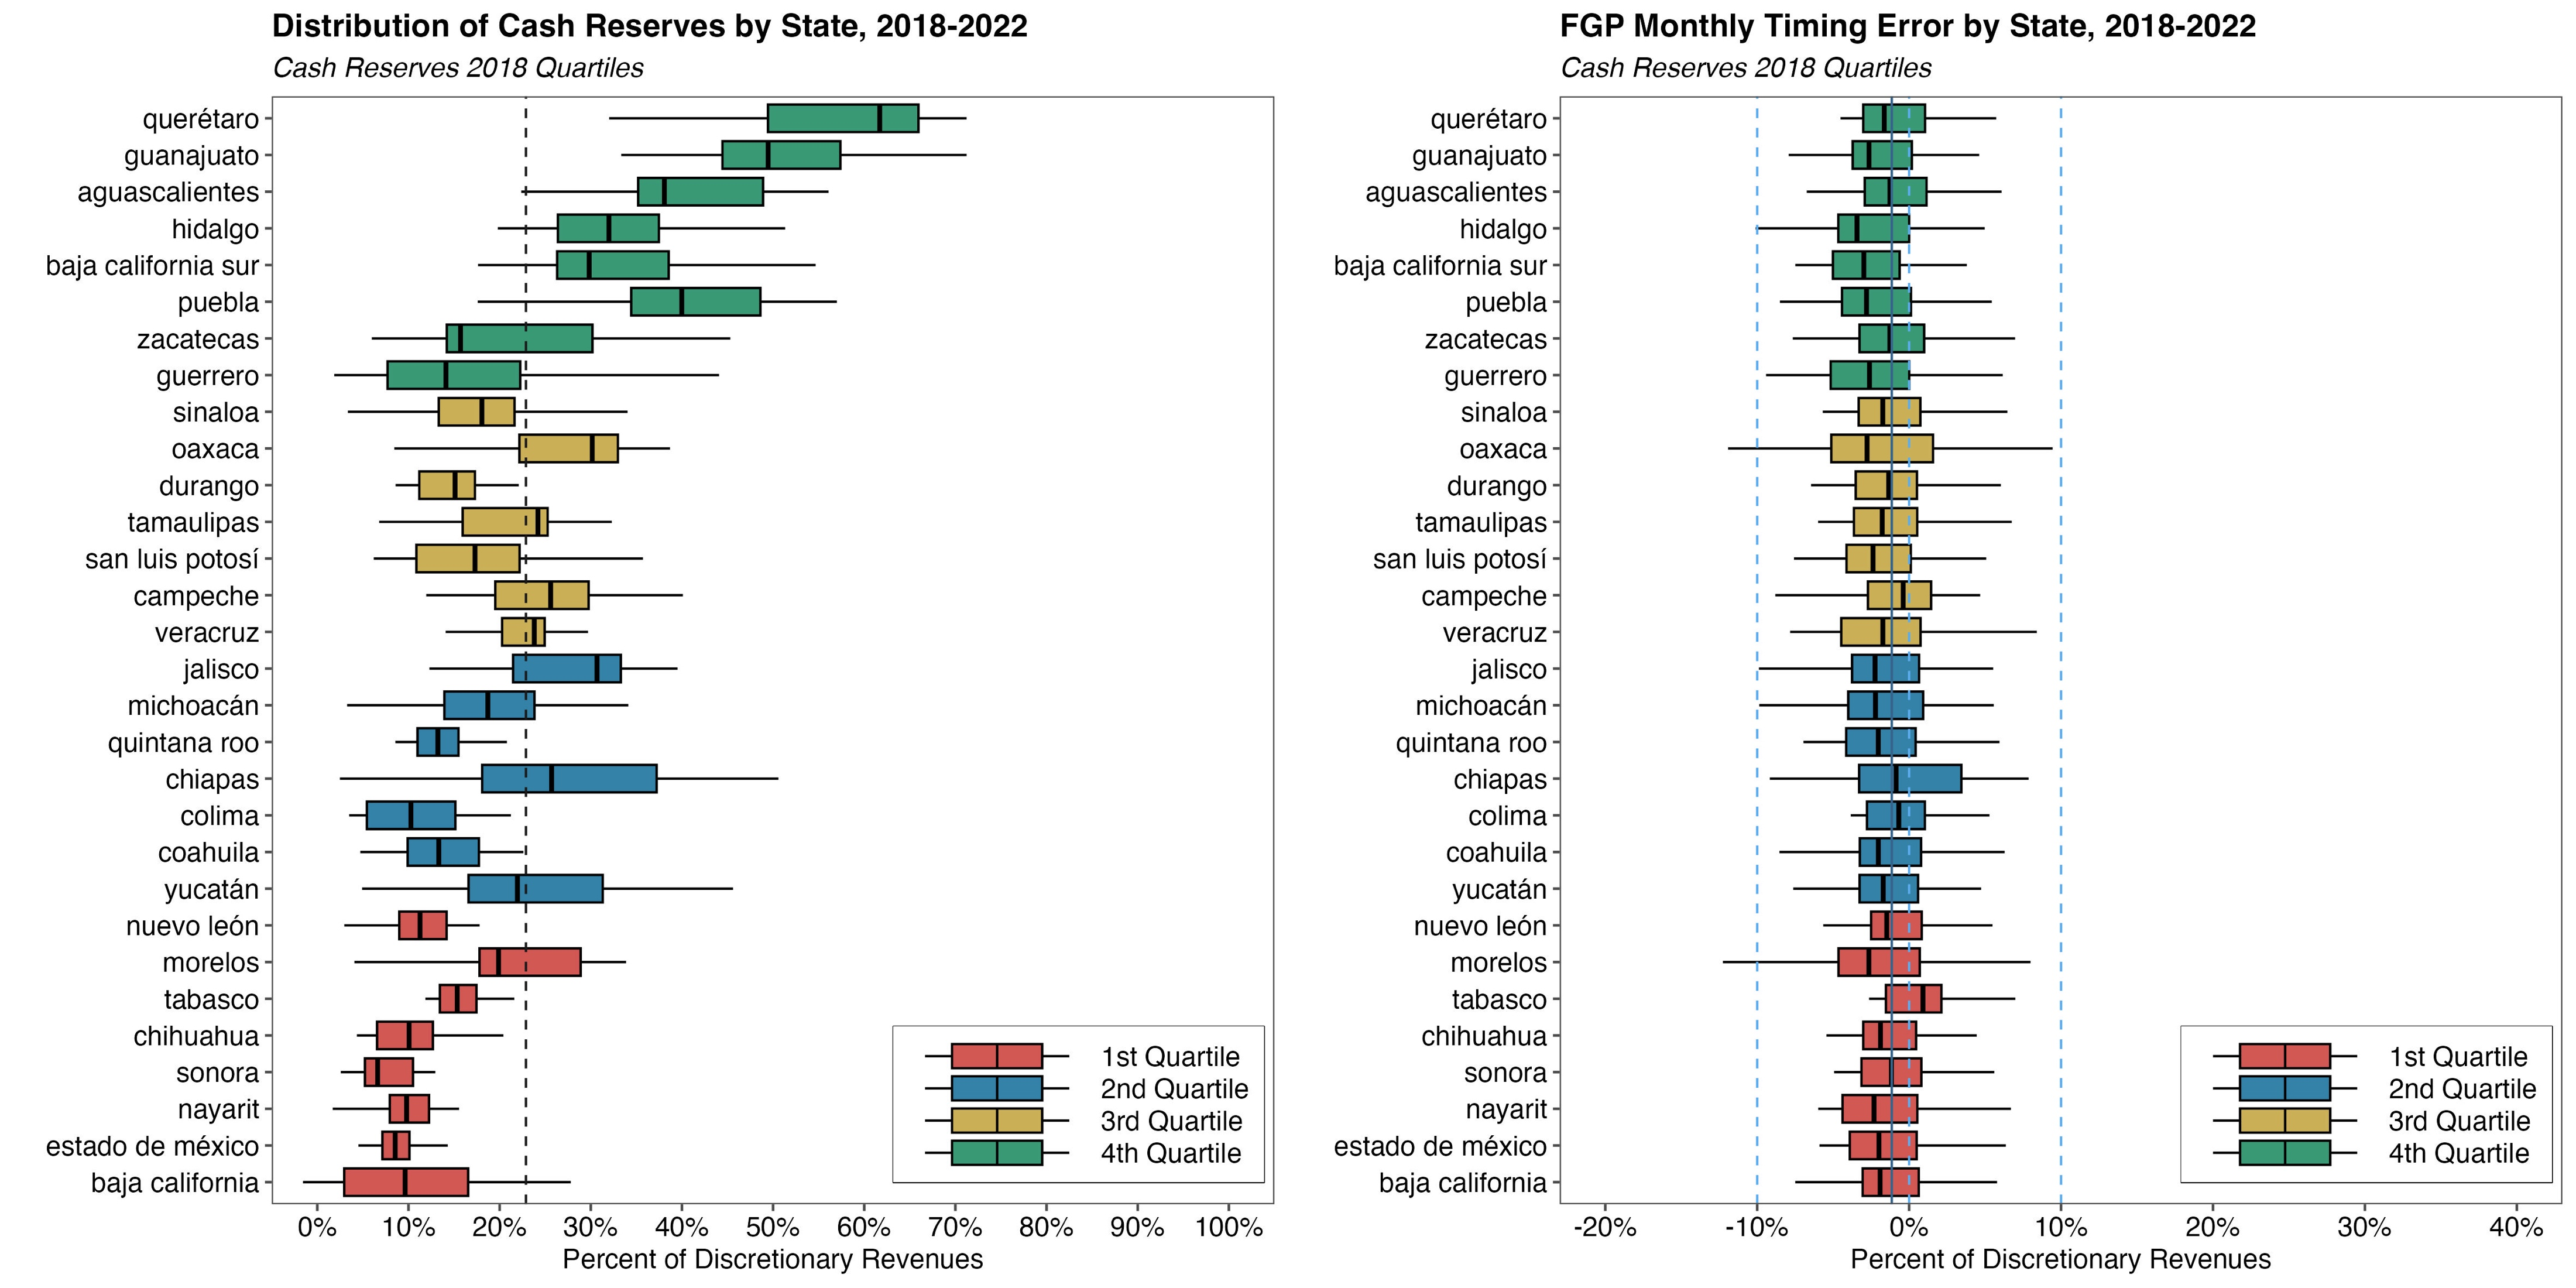 Distribution of Cash Reserves by State, 2018-2022
Cash Reserves 2018 Quartiles
querétaro
guanajuato
aguascalientes
hidalgo
baja california sur
puebla
zacatecas
guerrero
sinaloa
oaxaca
durango
tamaulipas
san luis potosí
campeche
veracruz
jalisco
michoacán
quintana roo
chiapas
colima
coahuila
yucatán
nuevo león
morelos
tabasco
chihuahua
sonora
nayarit
estado de méxico
baja california
1st Quartile
2nd Quartile
3rd Quartile
4th Quartile
0% 10% 20% 30% 40% 50% 60% 70% 80% 90% 100%
Percent of Discretionary Revenues
FGP Monthly Timing Error by State, 2018-2022
Cash Reserves 2018 Quartiles
querétaro
guanajuato
aguascalientes
hidalgo
baja california sur
puebla
zacatecas
guerrero
sinaloa
oaxaca
durango
tamaulipas
san luis potosí
campeche
veracruz
jalisco
michoacán
quintana roo
chiapas
colima
coahuila
yucatán
nuevo león
morelos
tabasco
chihuahua
sonora
nayarit
estado de méxico
baja california
1st Quartile
2nd Quartile
3rd Quartile
4th Quartile
-20% -10% 0% 10% 20% 30% 40%
Percent of Discretionary Revenues